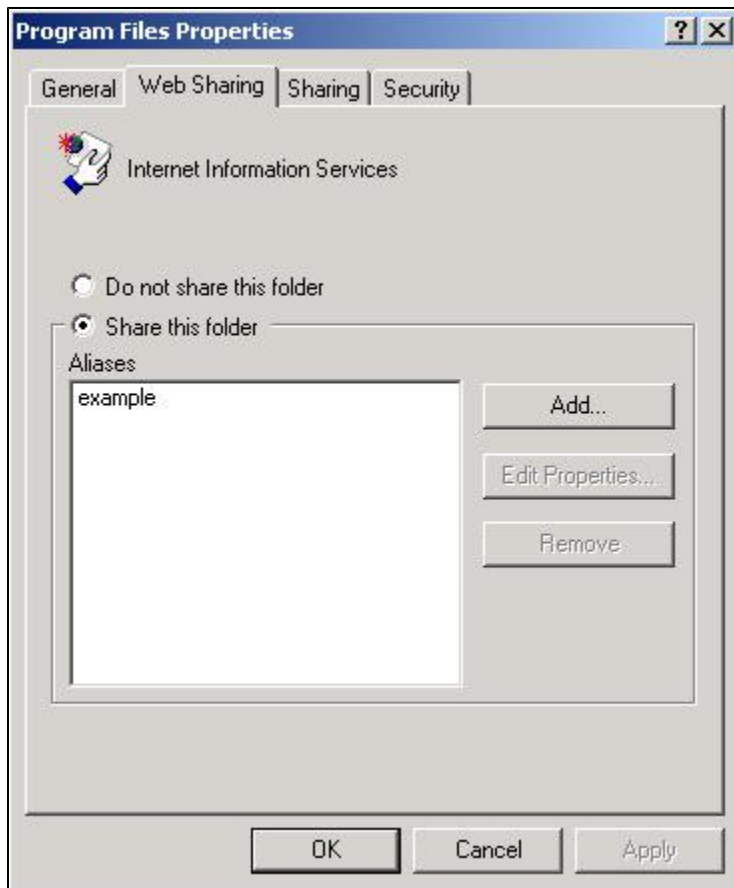 Program Files Properties
General Web Sharing Sharing Security
Internet Information Services
Do not share this folder
Share this folder
Aliases
example
Add...
Edit Properties...
Remove
OK Cancel Apply